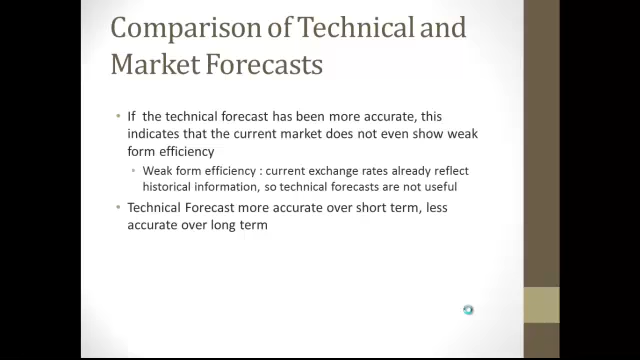 Comparison of Technical and
Market Forecasts
• If the technical forecast has been more accurate, this
indicates that the current market does not even show weak
form efficiency
• Weak form efficiency : current exchange rates already reflect
historical information, so technical forecasts are not useful
• Technical Forecast more accurate over short term, less
accurate over long term